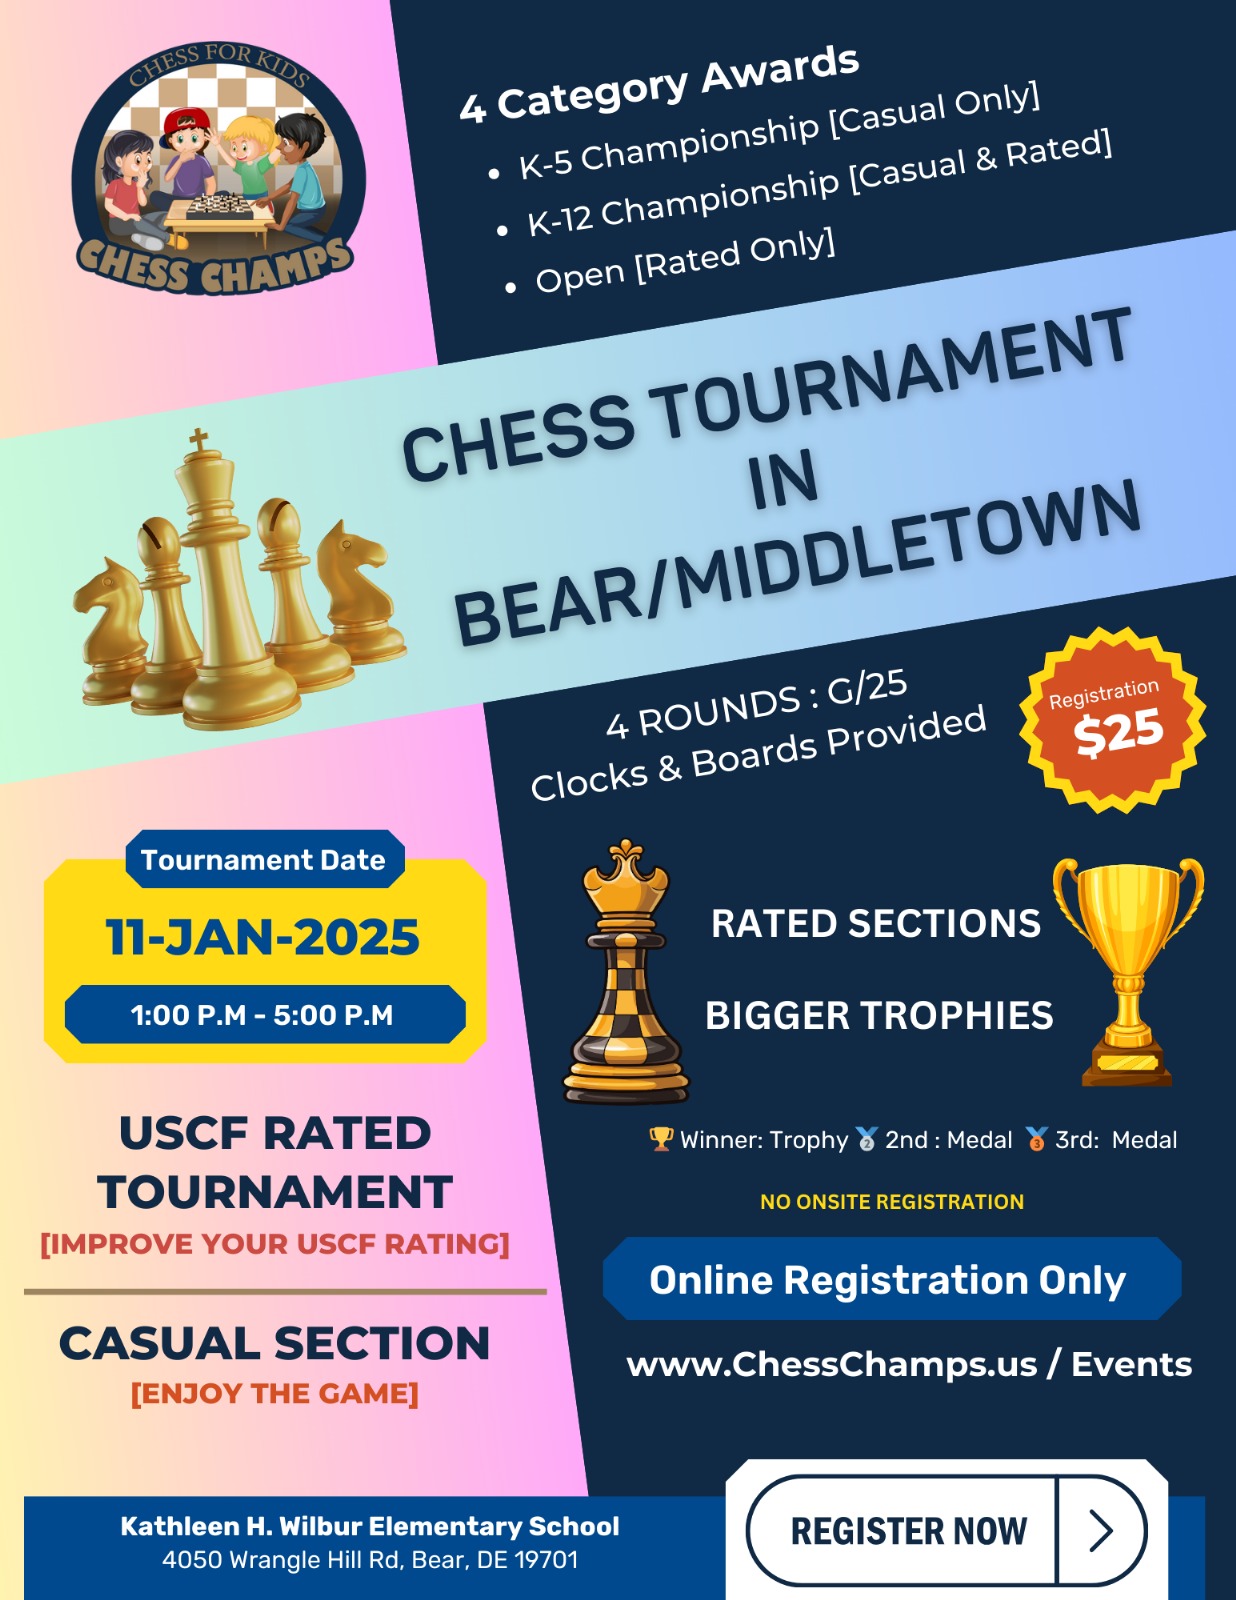 CHESS FOR KIDS
CHESS CHAMPS
4 Category Awards
• K-5 Championship [Casual Only]
• K-12 Championship [Casual & Rated]
• Open [Rated Only]
CHESS TOURNAMENT
IN
BEAR/MIDDLETOWN
4 ROUNDS : G/25
Clocks & Boards Provided
Registration
$25
Tournament Date
11-JAN-2025
1:00 P.M - 5:00 P.M
USCF RATED
TOURNAMENT
[IMPROVE YOUR USCF RATING]
CASUAL SECTION
[ENJOY THE GAME]
RATED SECTIONS
BIGGER TROPHIES
🏆 Winner: Trophy 🥈 2nd : Medal 🥉 3rd: Medal
NO ONSITE REGISTRATION
Online Registration Only
www.ChessChamps.us / Events
Kathleen H. Wilbur Elementary School
4050 Wrangle Hill Rd, Bear, DE 19701
REGISTER NOW